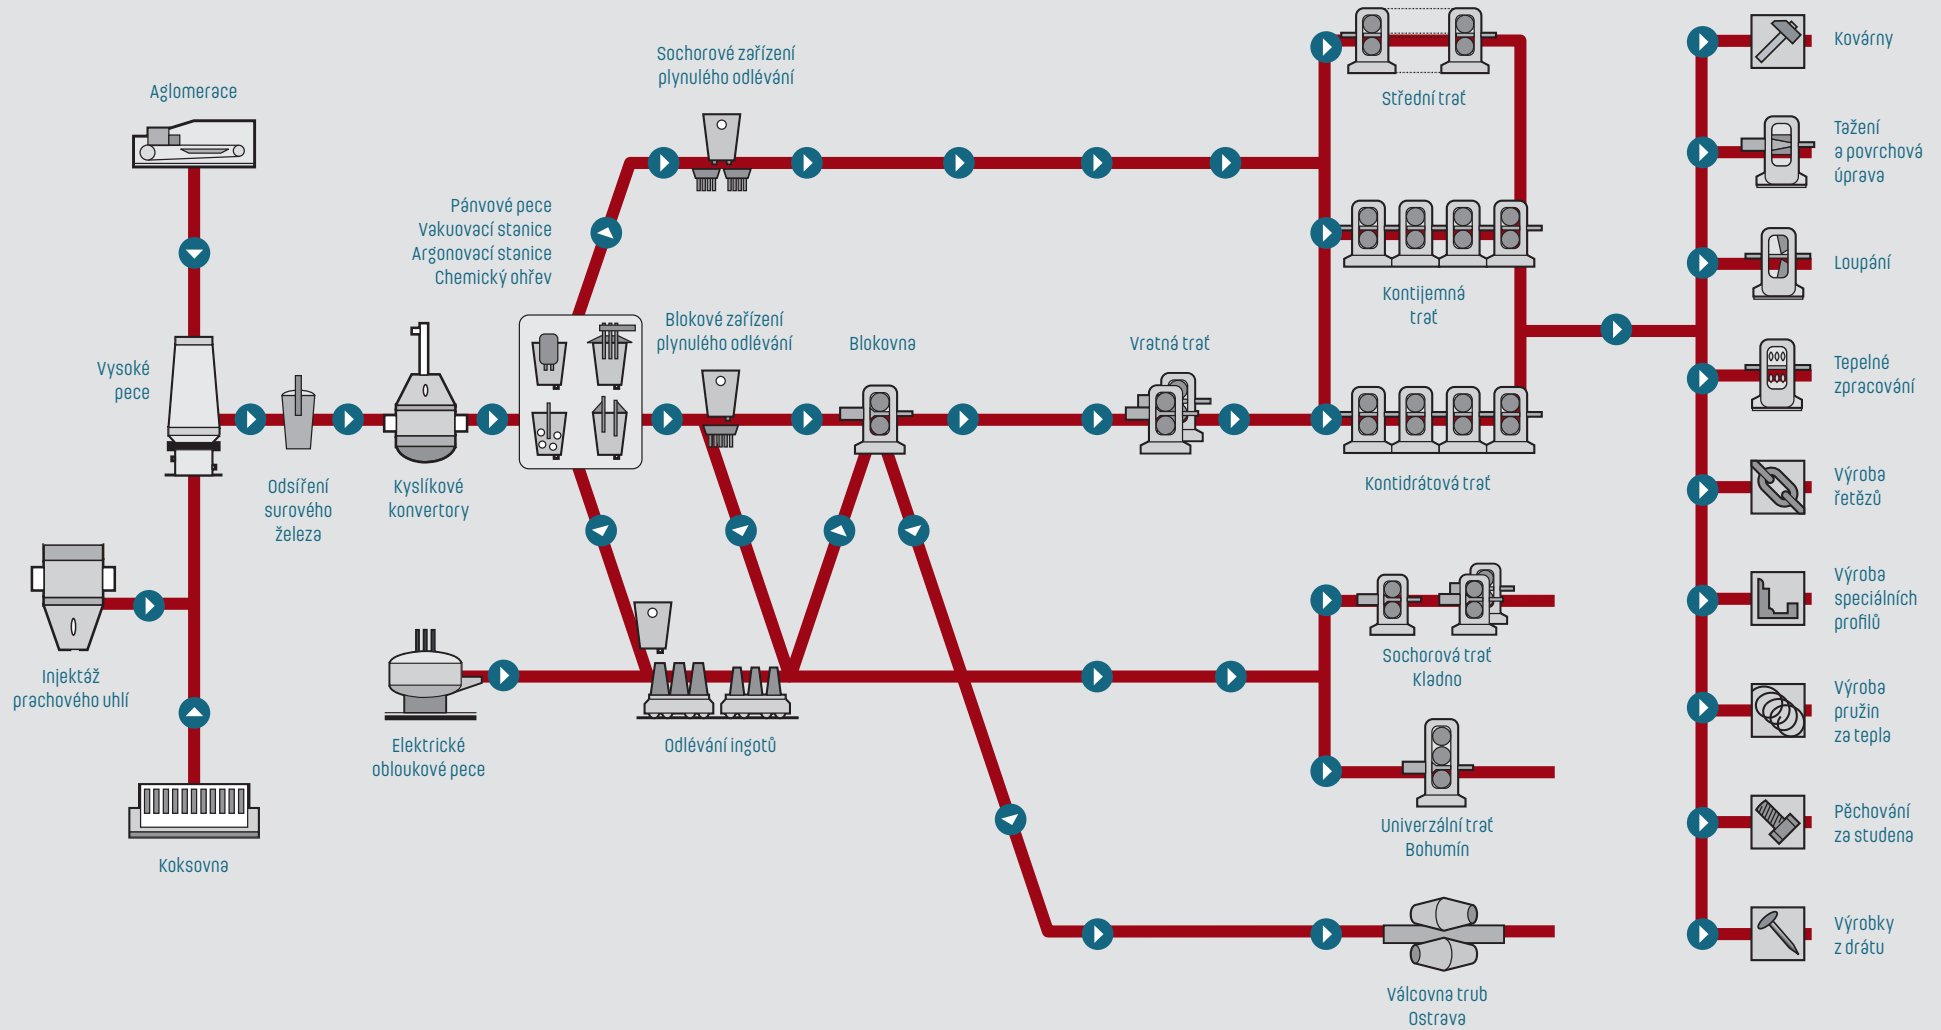 Aglomerace
Vysoké
pece
Injektáž
prachového uhlí
Koksovna
Odsíření
surového
železa
Kyslíkové
konvertory
Pánvové pece
Vakuovací stanice
Argonovací stanice
Chemický ohřev
Elektrické
obloukové pece
Sochorové zařízení
plynulého odlévání
Blokové zařízení
plynulého odlévání
Odlévání ingotů
Blokovna
Vratná trať
Střední trať
Kontijemná
trať
Kontidrátová trať
Sochorová trať
Kladno
Univerzální trať
Bohumín
Válcovna trub
Ostrava
Kovárny
Tažení
a povrchová
úprava
Loupání
Tepelné
zpracování
Výroba
řetězů
Výroba
speciálních
profilů
Výroba
pružin
za tepla
Pěchování
za studena
Výrobky
z drátu